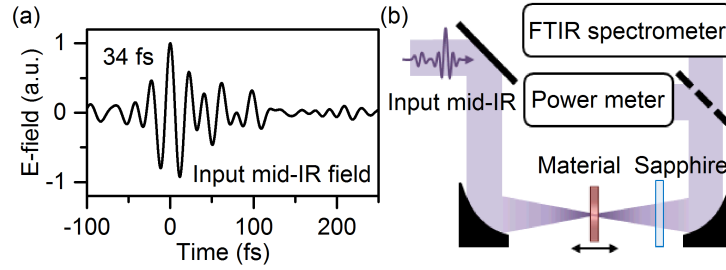 (a)
34 fs
E-field (a.u.)
1
0
-1
Input mid-IR field
-100
0
100
200
Time (fs)
(b)
FTIR spectrometer
Input mid-IR
Power meter
Material
Sapphire